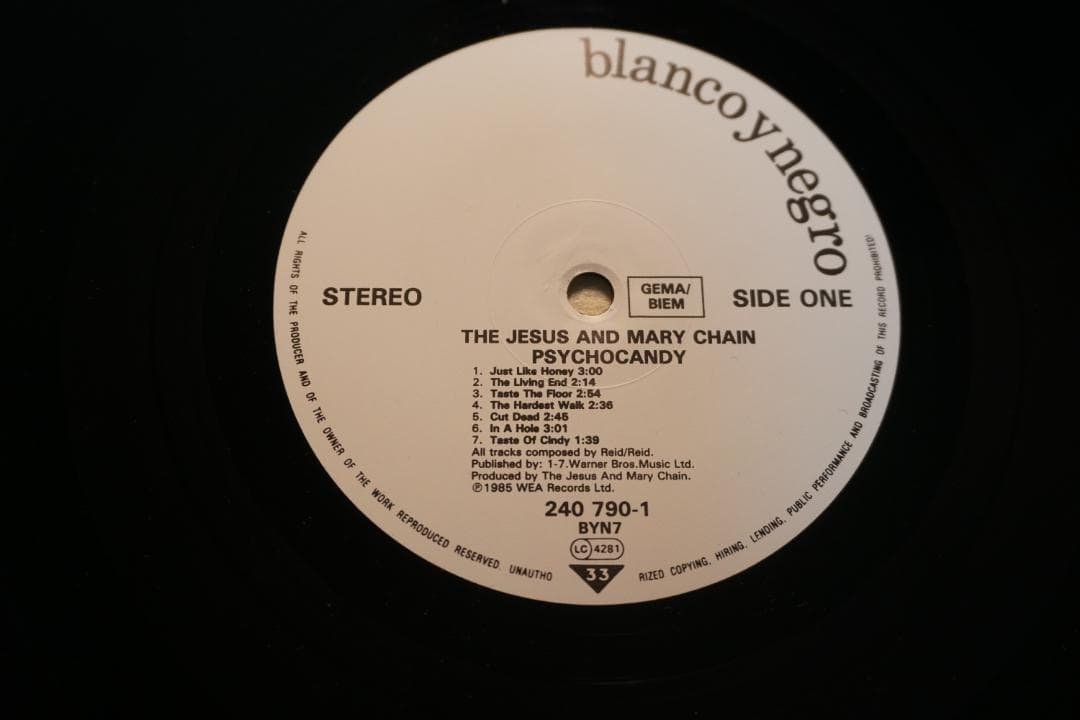 blanco y negro
STEREO
GEMA/
BIEM
SIDE ONE
THE JESUS AND MARY CHAIN
PSYCHOCANDY
1. Just Like Honey 3:00
2. The Living End 2:14
3. Taste The Floor 2:54
4. The Hardest Walk 2:36
5. Cut Dead 2:45
6. In A Hole 3:01
7. Taste Of Cindy 1:39
All tracks composed by Reid/Reid.
Published by: 1-7.Warner Bros.Music Ltd.
Produced by The Jesus And Mary Chain.
℗1985 WEA Records Ltd.
240 790-1
BYN7
LC 4281
33
ALL RIGHTS OF THE PRODUCER AND OF THE OWNER OF THE WORK REPRODUCED RESERVED. UNAUTHO
RIZED COPYING, HIRING, LENDING, PUBLIC PERFORMANCE AND BROADCASTING OF THIS RECORD PROHIBITED!